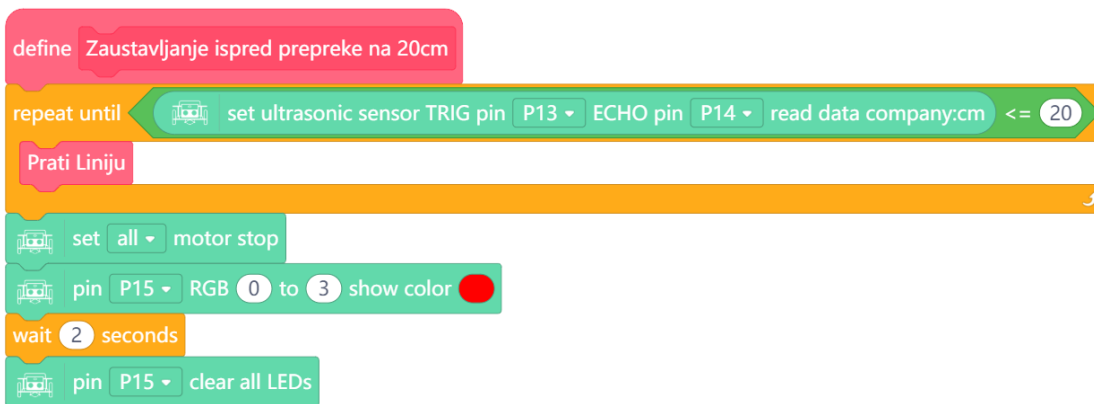 define Zaustavljanje ispred prepreke na 20cm
repeat until set ultrasonic sensor TRIG pin P13 ECHO pin P14 read data company:cm <= 20
Prati Liniju
set all motor stop
pin P15 RGB 0 to 3 show color
wait 2 seconds
pin P15 clear all LEDs